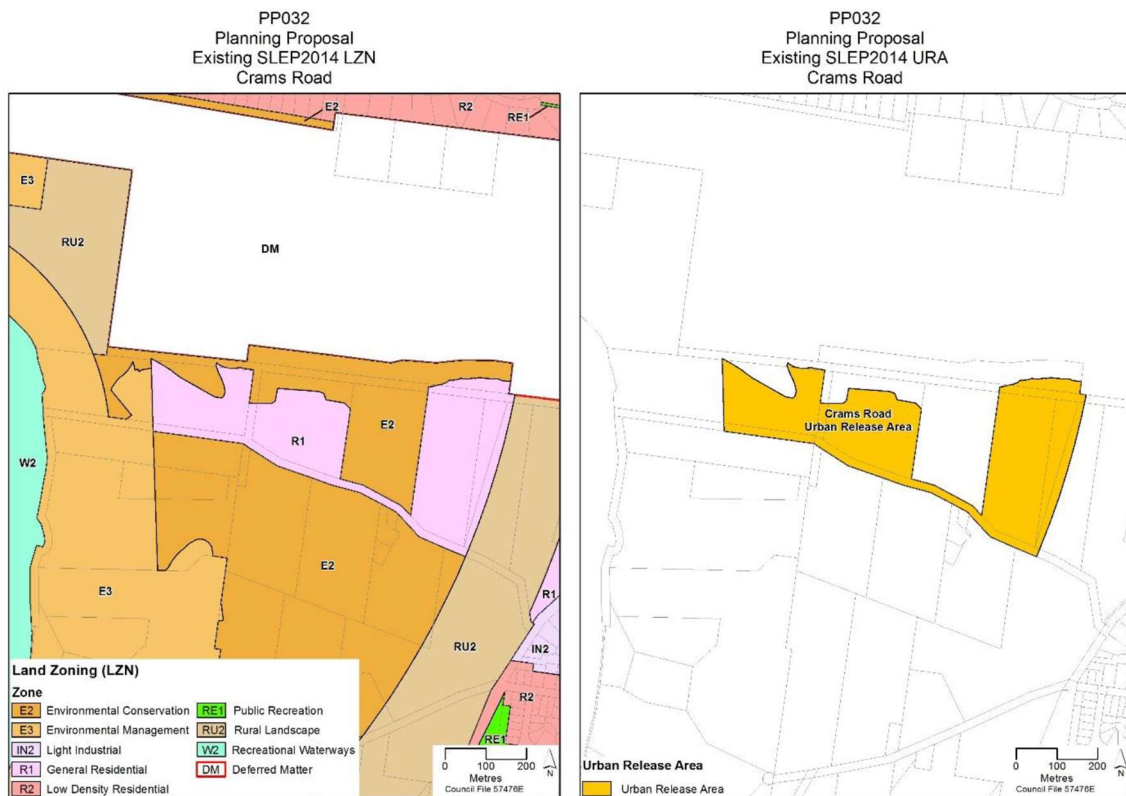 PP032
Planning Proposal
Existing SLEP2014 LZN
Crams Road
E2
R2
RE1
E3
RU2
DM
W2
R1
E2
E2
E3
R1
IN2
RU2
R2
RE1
Land Zoning (LZN)
Zone
E2 Environmental Conservation
RE1 Public Recreation
E3 Environmental Management
RU2 Rural Landscape
IN2 Light Industrial
W2 Recreational Waterways
R1 General Residential
DM Deferred Matter
R2 Low Density Residential
0 100 200
Metres
Council File 57476E
N
PP032
Planning Proposal
Existing SLEP2014 URA
Crams Road
Crams Road
Urban Release Area
Urban Release Area
Urban Release Area
0 100 200
Metres
Council File 57476E
N